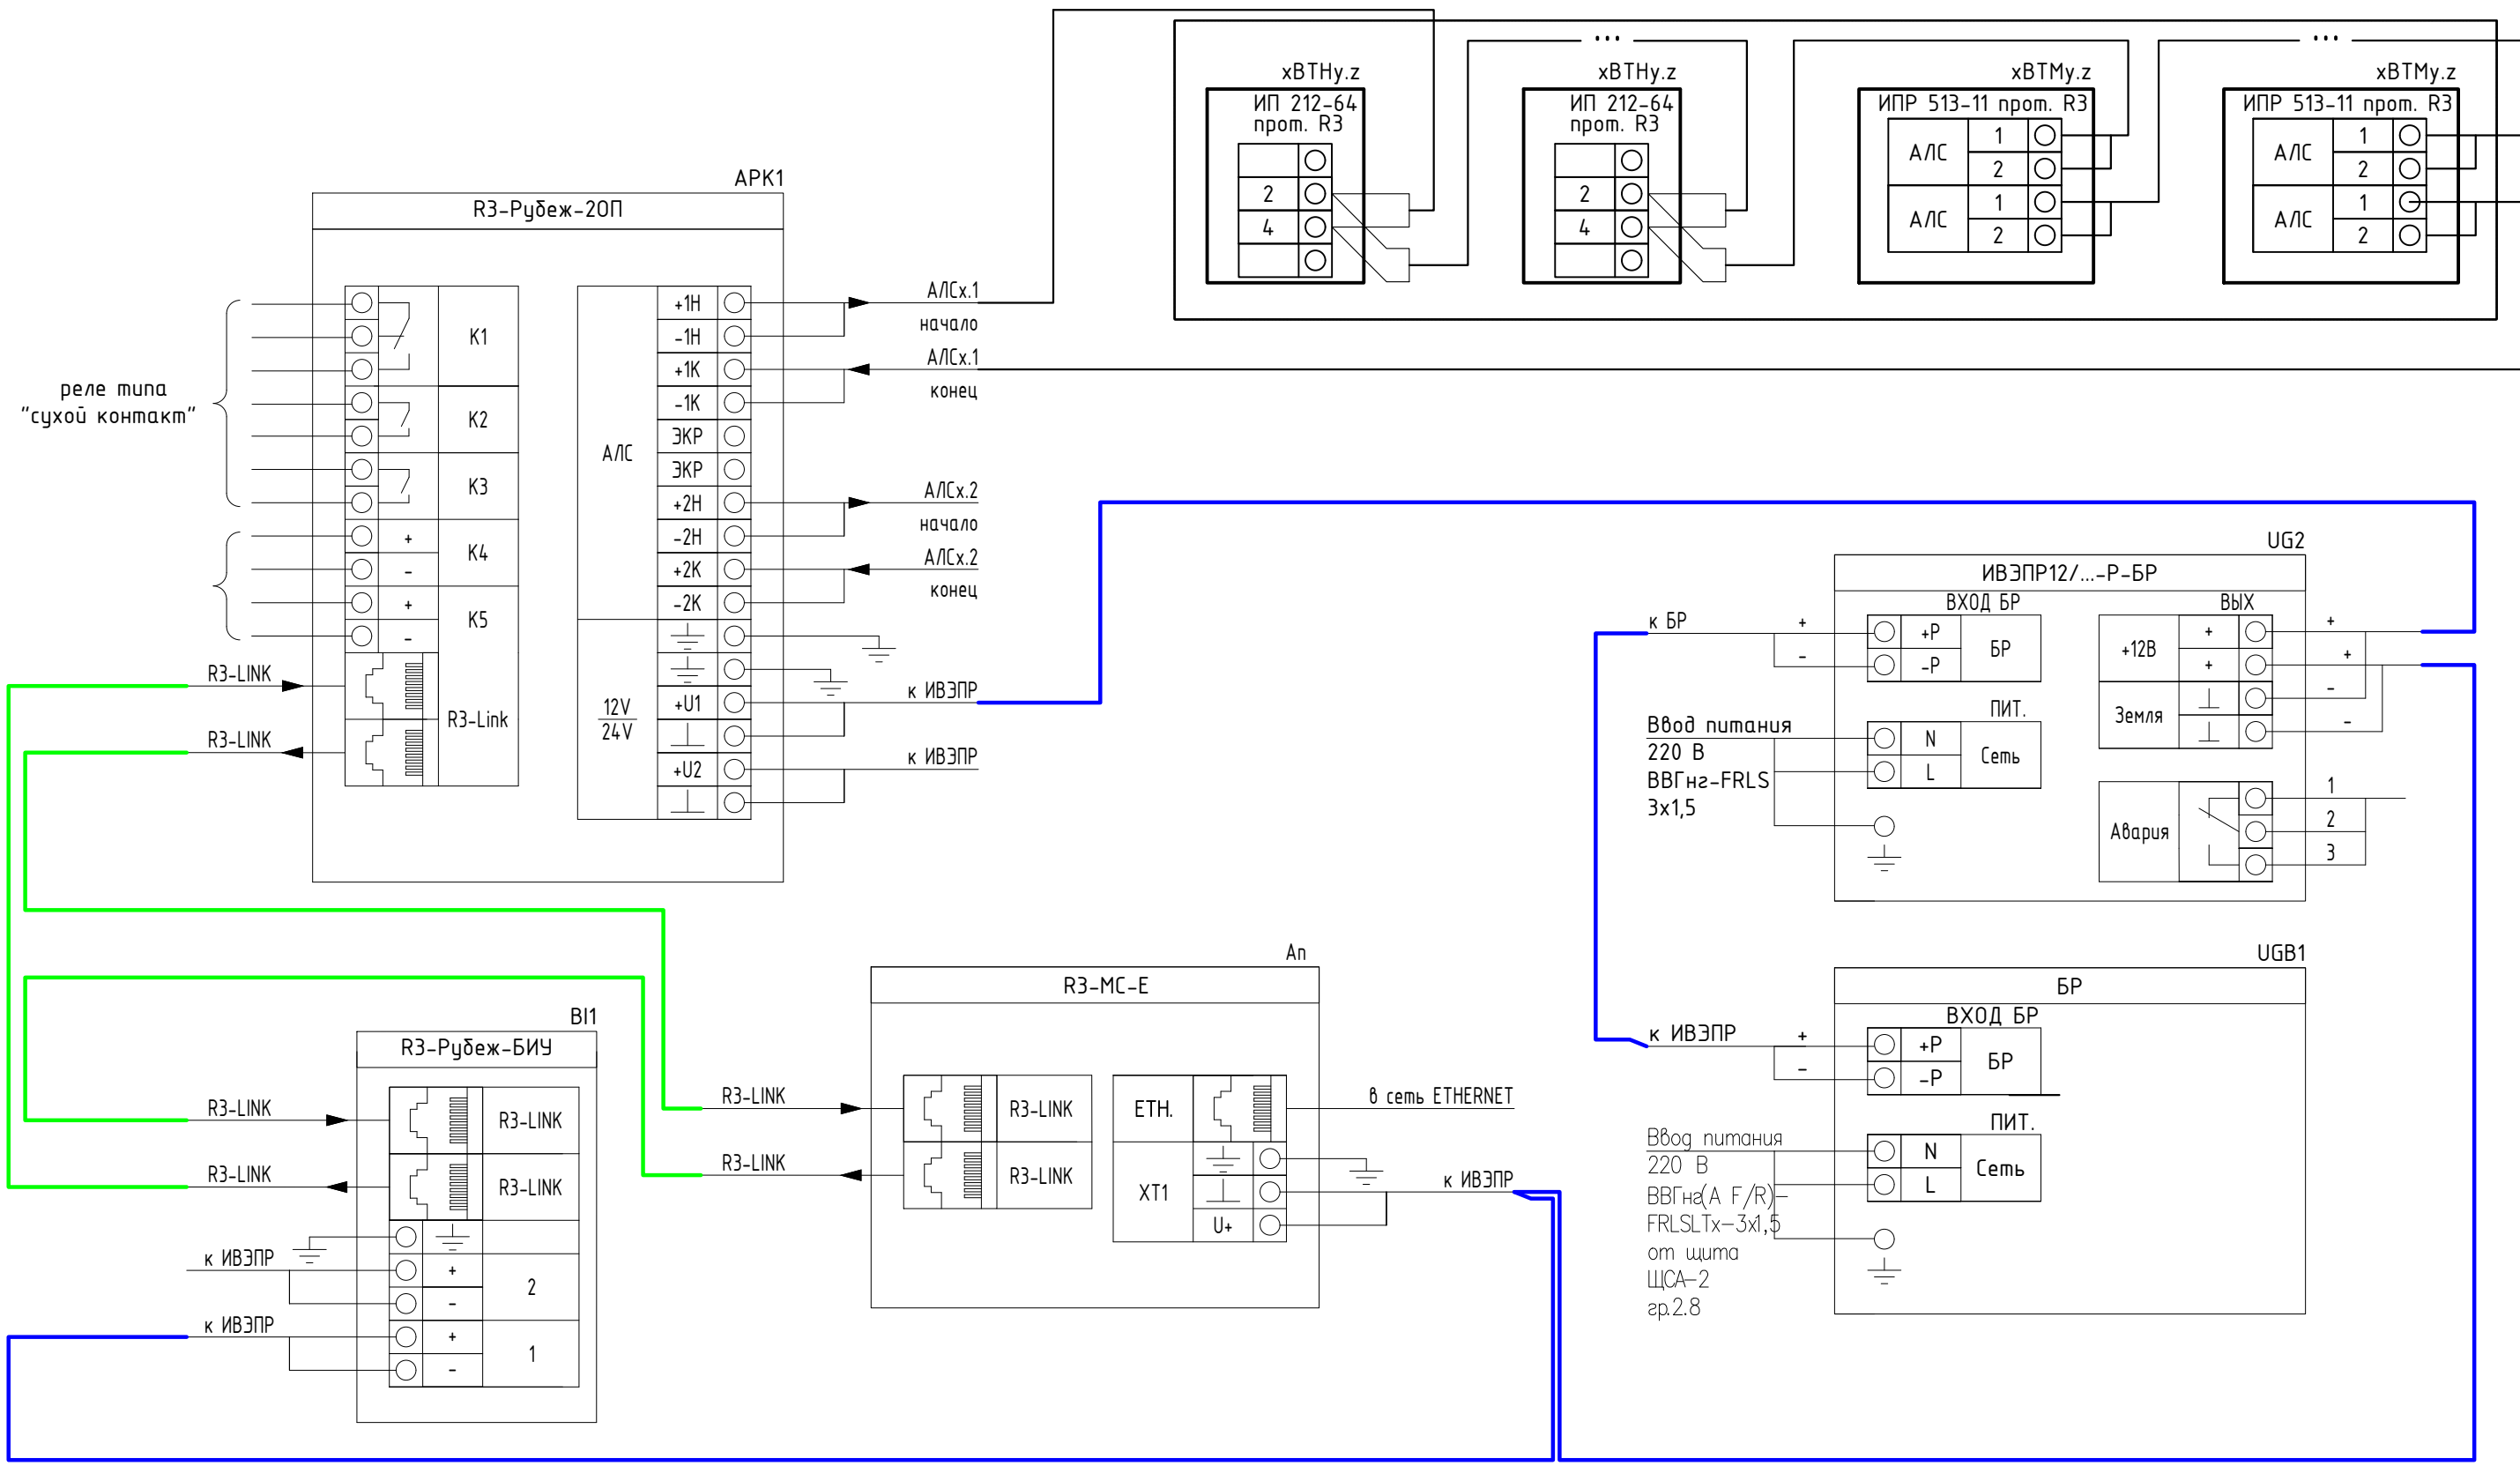 ...
...
xBTHy.z
xBTHy.z
xBTMy.z
xBTMy.z
ИП 212-64
прот. R3
2
4
ИП 212-64
прот. R3
2
4
ИПР 513-11 прот. R3
АЛС
1
2
АЛС
1
2
ИПР 513-11 прот. R3
АЛС
1
2
АЛС
1
2
АРК1
R3-Рубеж-2ОП
реле типа
"сухой контакт"
К1
К2
К3
+
К4
-
+
К5
-
R3-LINK
R3-LINK
R3-Link
АЛС
+1Н
-1Н
+1К
-1К
ЭКР
ЭКР
+2Н
-2Н
+2К
-2К
12V
24V
+U1
+U2
АЛСх.1
начало
АЛСх.1
конец
АЛСх.2
начало
АЛСх.2
конец
к ИВЭПР
к ИВЭПР
UG2
ИВЭПР12/...-Р-БР
ВХОД БР
ВЫХ
к БР
+
-
+Р
-Р
БР
ПИТ.
Ввод питания
220 В
ВВГнг-FRLS
3х1,5
N
L
Сеть
+12В
+
+
Земля
+
+
-
-
Авария
1
2
3
BI1
R3-Рубеж-БИУ
R3-LINK
R3-LINK
R3-LINK
R3-LINK
к ИВЭПР
+
-
2
к ИВЭПР
+
-
1
An
R3-МС-Е
R3-LINK
R3-LINK
R3-LINK
R3-LINK
ETH.
XT1
U+
в сеть ETHERNET
к ИВЭПР
UGB1
БР
ВХОД БР
к ИВЭПР
+
-
+Р
-Р
БР
ПИТ.
Ввод питания
220 В
ВВГнг(А F/R)-
FRLSLTx-3х1,5
от щита
ЩСА-2
гр.2.8
N
L
Сеть